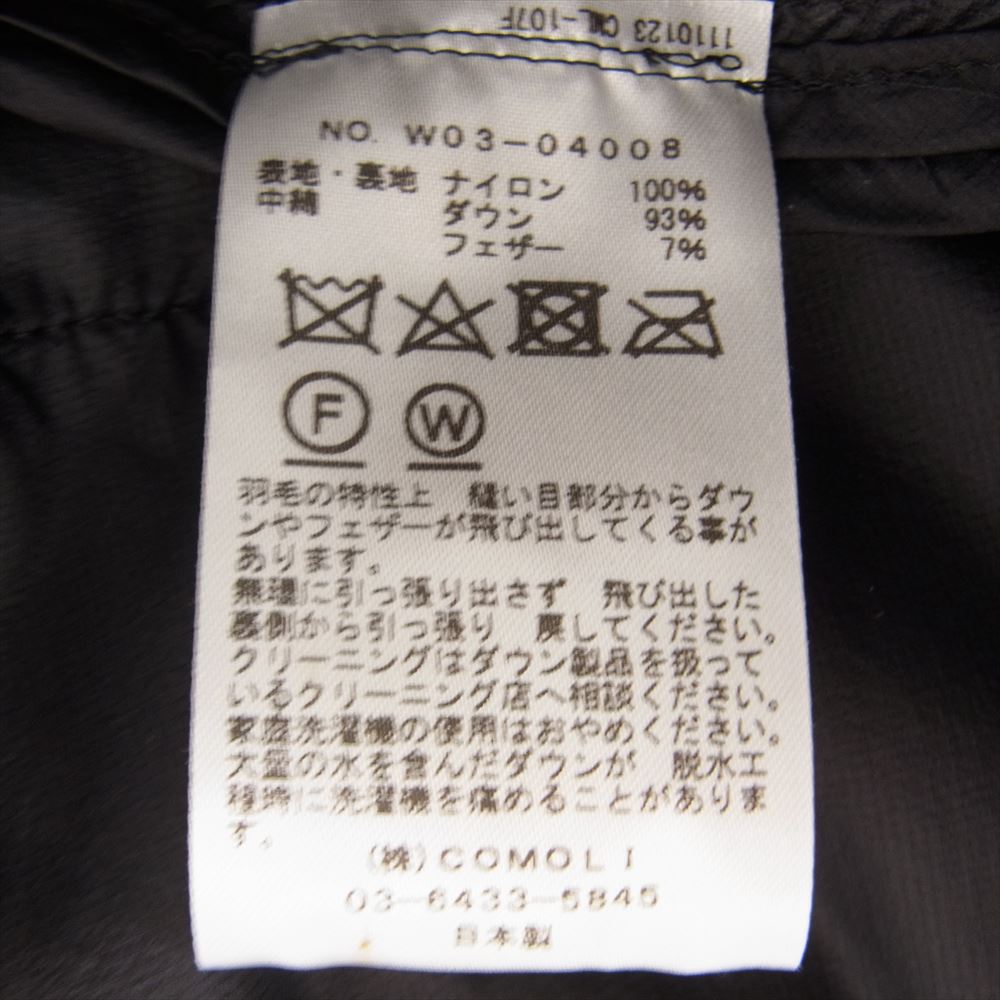 1110123 CML-107F
NO. W03-04008
表地・裏地 ナイロン 100%
中綿 ダウン 93%
フェザー 7%
F W
羽毛の特性上 縫い目部分からダウ
ンやフェザーが飛び出してくる事が
あります。
無理に引っ張り出さず 飛び出した
裏側から引っ張り 戻してください。
クリーニングはダウン製品を扱って
いるクリーニング店へ相談ください。
家庭洗濯機の使用はおやめください。
大量の水を含んだダウンが 脱水工
程時に洗濯機を痛めることがありま
す。
(株)COMOLI
03-6433-5845
日本製